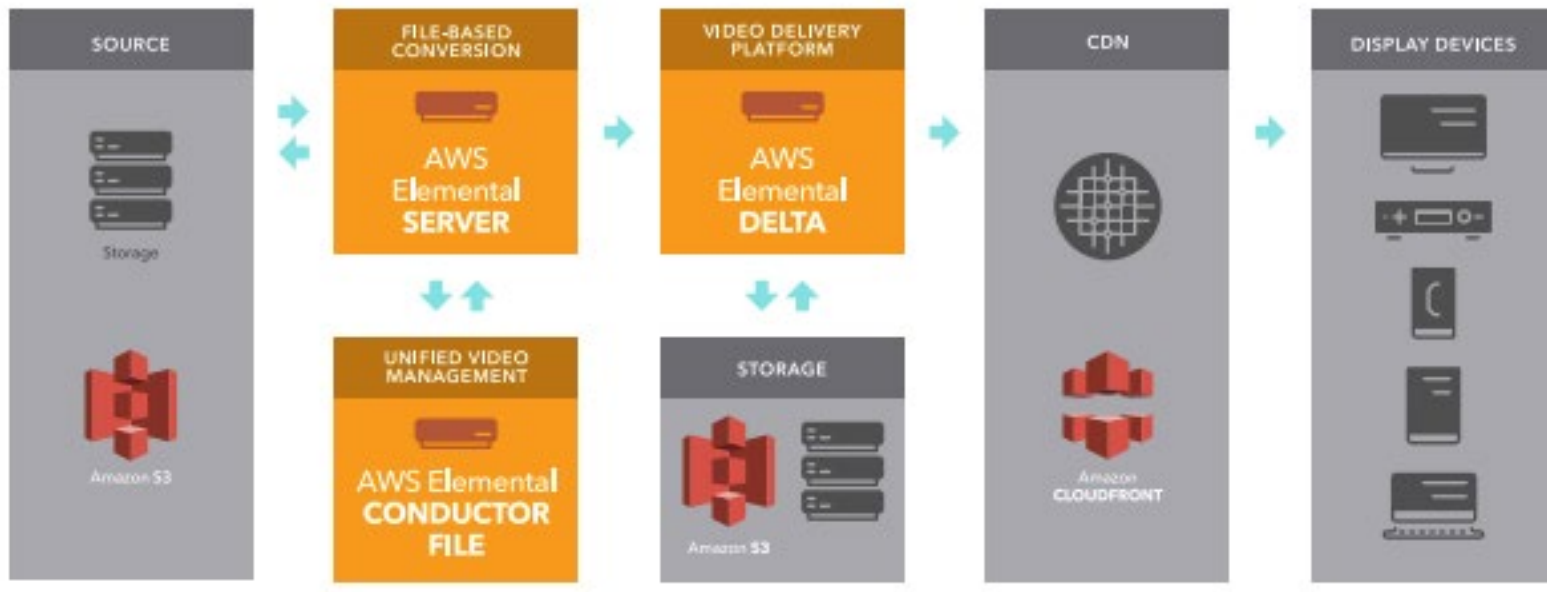 SOURCE
Storage
Amazon S3
FILE-BASED
CONVERSION
AWS
Elemental
SERVER
UNIFIED VIDEO
MANAGEMENT
AWS Elemental
CONDUCTOR
FILE
VIDEO DELIVERY
PLATFORM
AWS
Elemental
DELTA
STORAGE
Amazon S3
CDN
Amazon
CLOUDFRONT
DISPLAY DEVICES